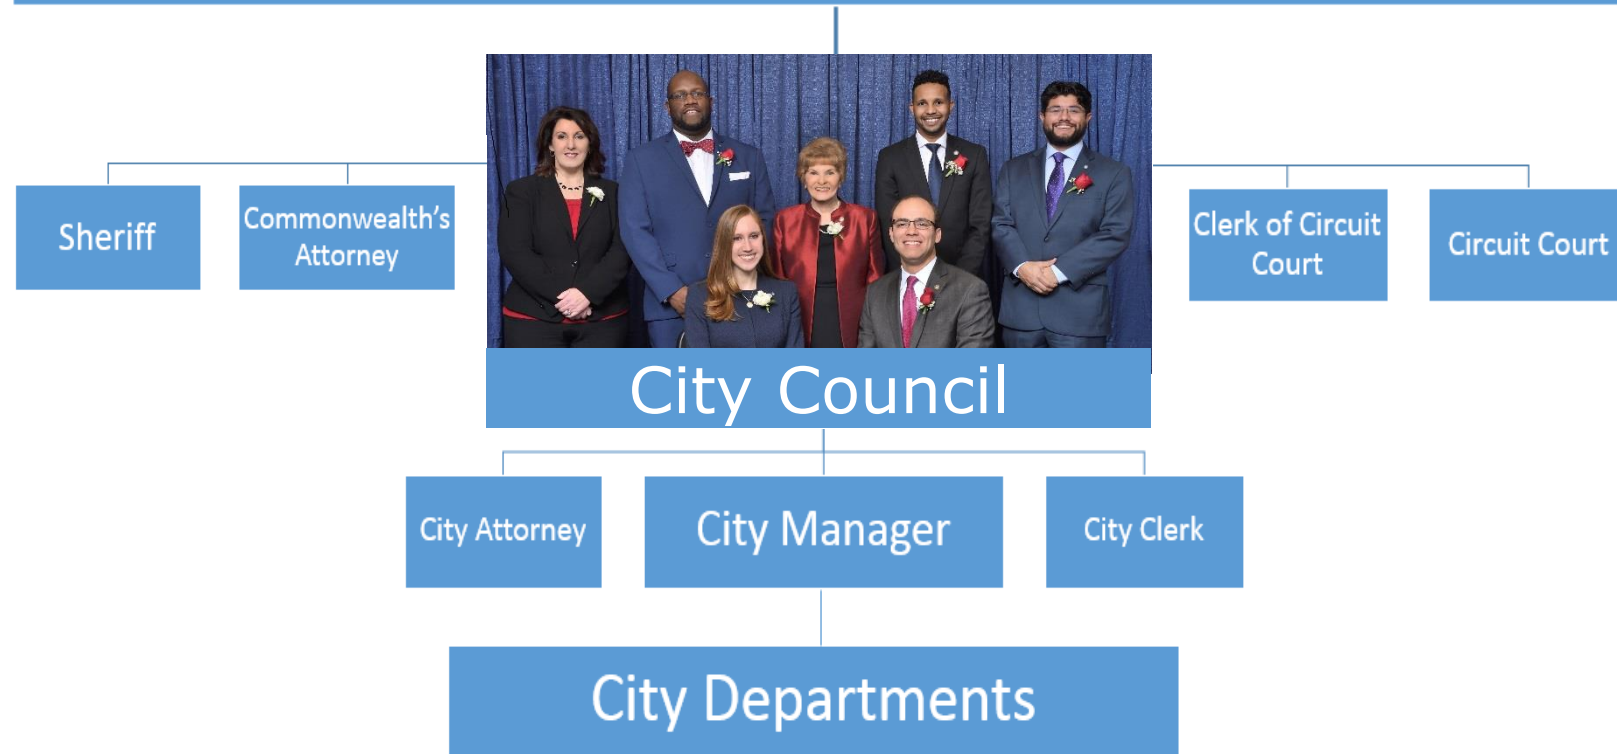 Sheriff
Commonwealth's
Attorney
Clerk of Circuit
Court
Circuit Court
City Council
City Attorney
City Manager
City Clerk
City Departments